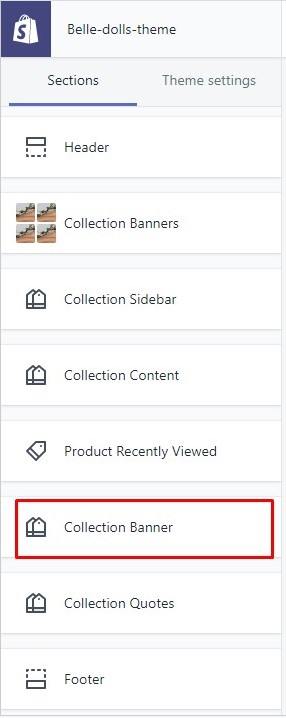 Belle-dolls-theme
Sections Theme settings
Header
Collection Banners
Collection Sidebar
Collection Content
Product Recently Viewed
Collection Banner
Collection Quotes
Footer